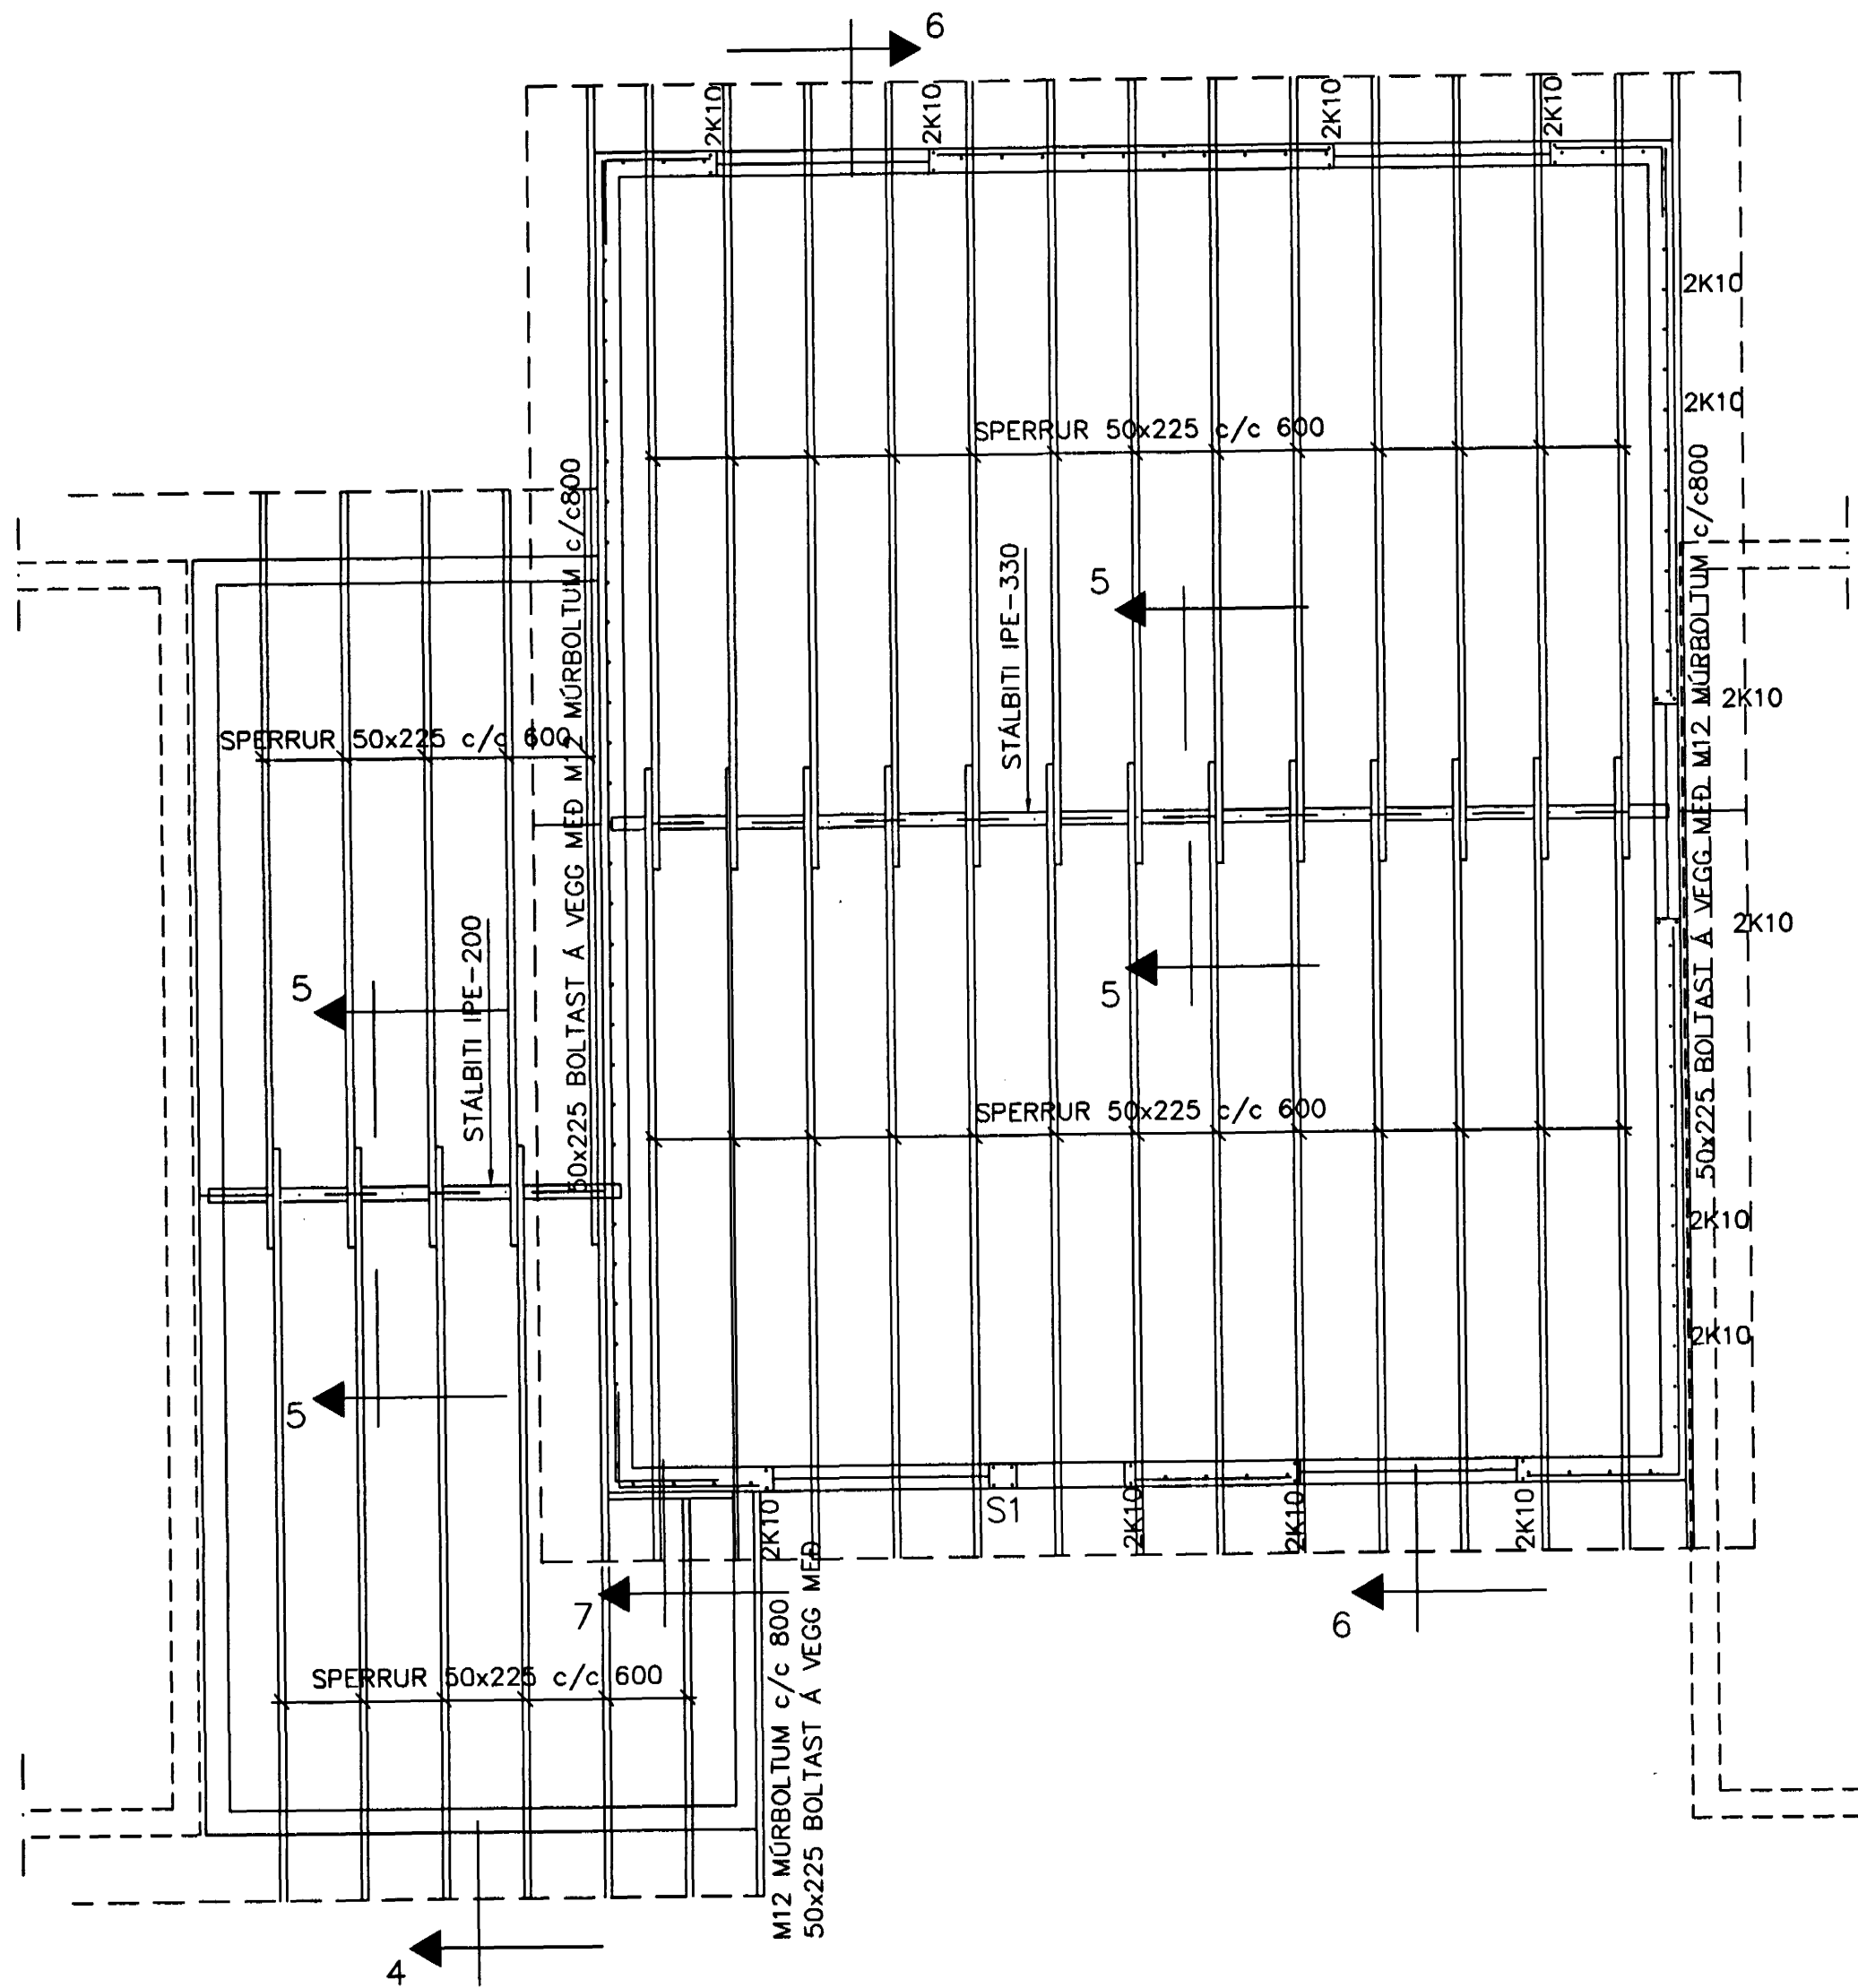 6
2K10
2K10
2K10
2K10
2K10
2K10
SPERRUR 50x225 c/c 600
50x225 BOLTAST Á VEGG MEÐ M12 MÚRBOLTUM c/c800
50x225 BOLTAST Á VEGG MEÐ M12 MÚRBOLTUM c/c800
STÁLBITI IPE-330
5
2K10
SPERRUR 50x225 c/c 600
2K10
STÁLBITI IPE-200
5
5
SPERRUR 50x225 c/c 600
2K10
2K10
5
2K10
S1
2K10
2K10
2K10
7
6
M12 MÚRBOLTUM c/c 800
50x225 BOLTAST Á VEGG MEÐ
SPERRUR 50x225 c/c 600
4